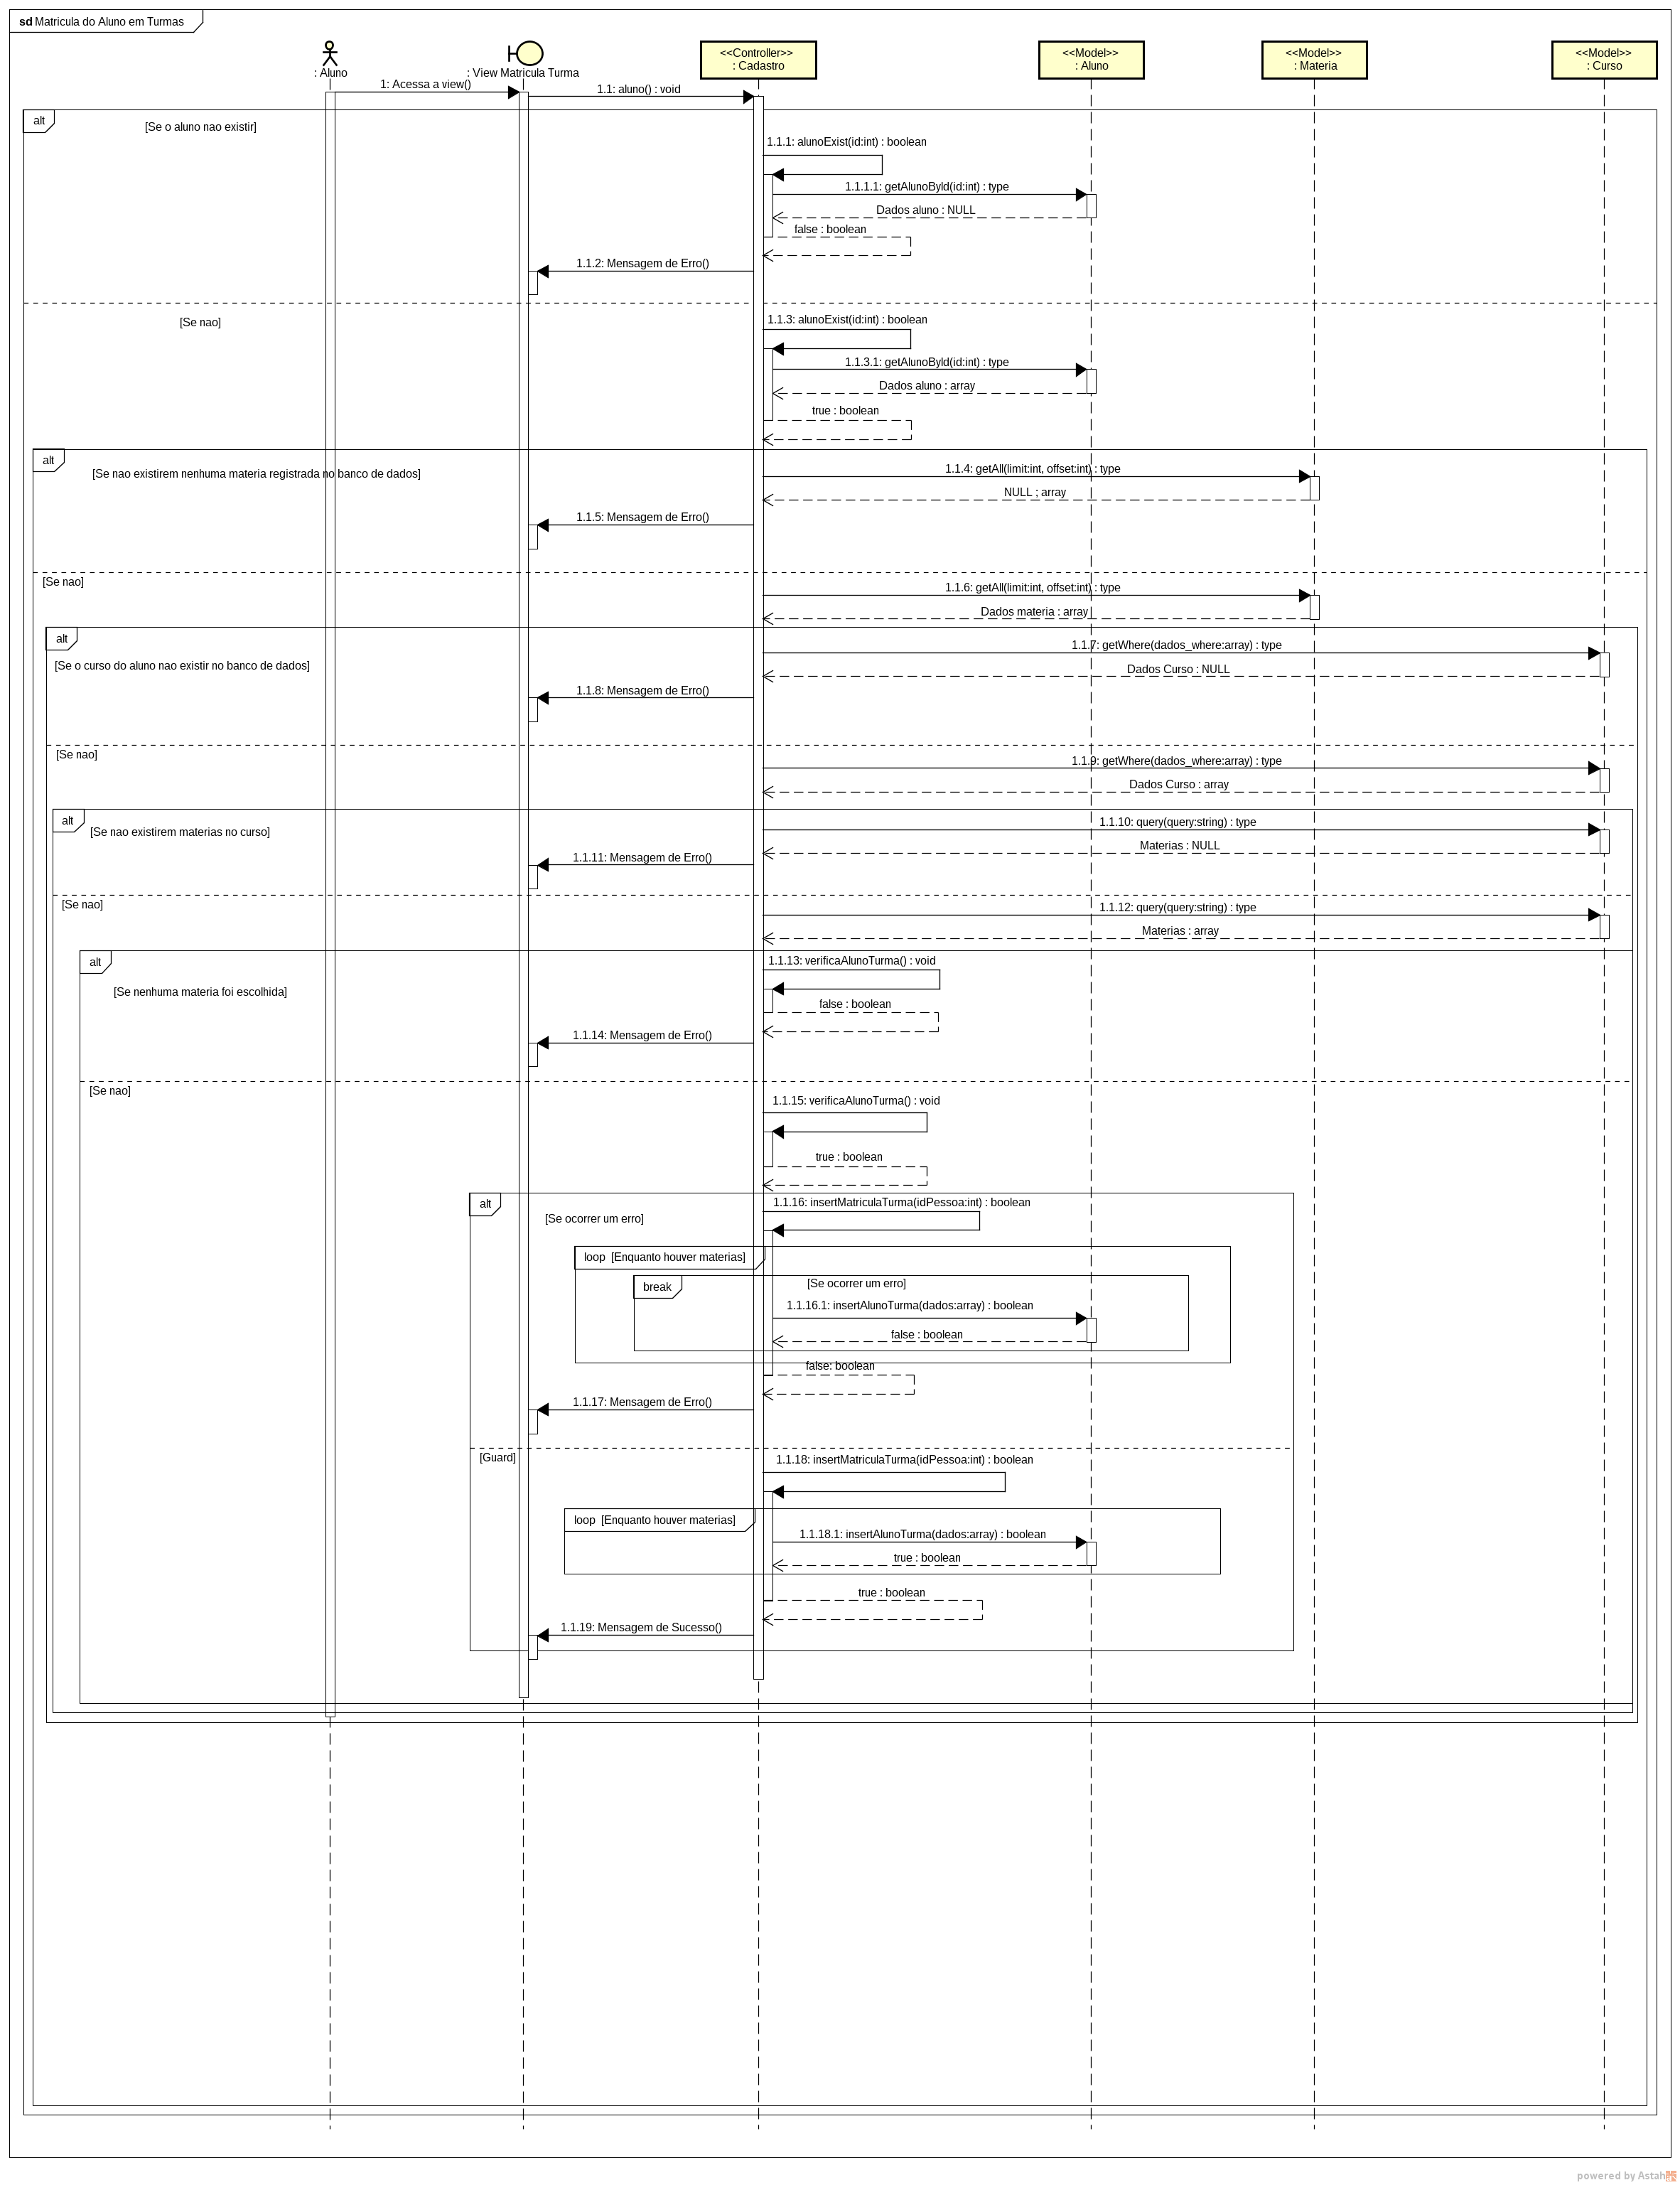 sd Matricula do Aluno em Turmas
: Aluno
: View Matricula Turma
<<Controller>>
: Cadastro
<<Model>>
: Aluno
<<Model>>
: Materia
<<Model>>
: Curso
1: Acessa a view()
1.1: aluno() : void
alt
[Se o aluno nao existir]
1.1.1: alunoExist(id:int) : boolean
1.1.1.1: getAlunoById(id:int) : type
Dados aluno : NULL
false : boolean
1.1.2: Mensagem de Erro()
[Se nao]
1.1.3: alunoExist(id:int) : boolean
1.1.3.1: getAlunoById(id:int) : type
Dados aluno : array
true : boolean
alt
[Se nao existirem nenhuma materia registrada no banco de dados]
1.1.4: getAll(limit:int, offset:int) : type
NULL : array
1.1.5: Mensagem de Erro()
[Se nao]
1.1.6: getAll(limit:int, offset:int) : type
Dados materia : array
alt
[Se o curso do aluno nao existir no banco de dados]
1.1.7: getWhere(dados_where:array) : type
Dados Curso : NULL
1.1.8: Mensagem de Erro()
[Se nao]
1.1.9: getWhere(dados_where:array) : type
Dados Curso : array
alt
[Se nao existirem materias no curso]
1.1.10: query(query:string) : type
Materias : NULL
1.1.11: Mensagem de Erro()
[Se nao]
1.1.12: query(query:string) : type
Materias : array
alt
[Se nenhuma materia foi escolhida]
1.1.13: verificaAlunoTurma() : void
false : boolean
1.1.14: Mensagem de Erro()
[Se nao]
1.1.15: verificaAlunoTurma() : void
true : boolean
alt
[Se ocorrer um erro]
1.1.16: insertMatriculaTurma(idPessoa:int) : boolean
loop [Enquanto houver materias]
break
[Se ocorrer um erro]
1.1.16.1: insertAlunoTurma(dados:array) : boolean
false : boolean
false: boolean
1.1.17: Mensagem de Erro()
[Guard]
1.1.18: insertMatriculaTurma(idPessoa:int) : boolean
loop [Enquanto houver materias]
1.1.18.1: insertAlunoTurma(dados:array) : boolean
true : boolean
true : boolean
1.1.19: Mensagem de Sucesso()
powered by Astah